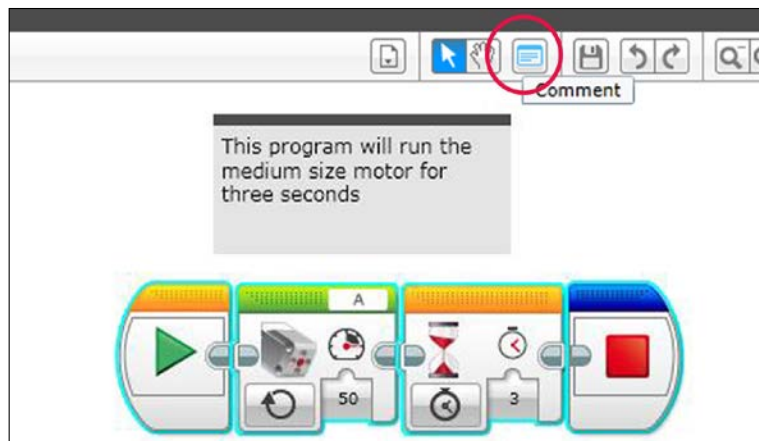 Comment
This program will run the
medium size motor for
three seconds
A
50
3